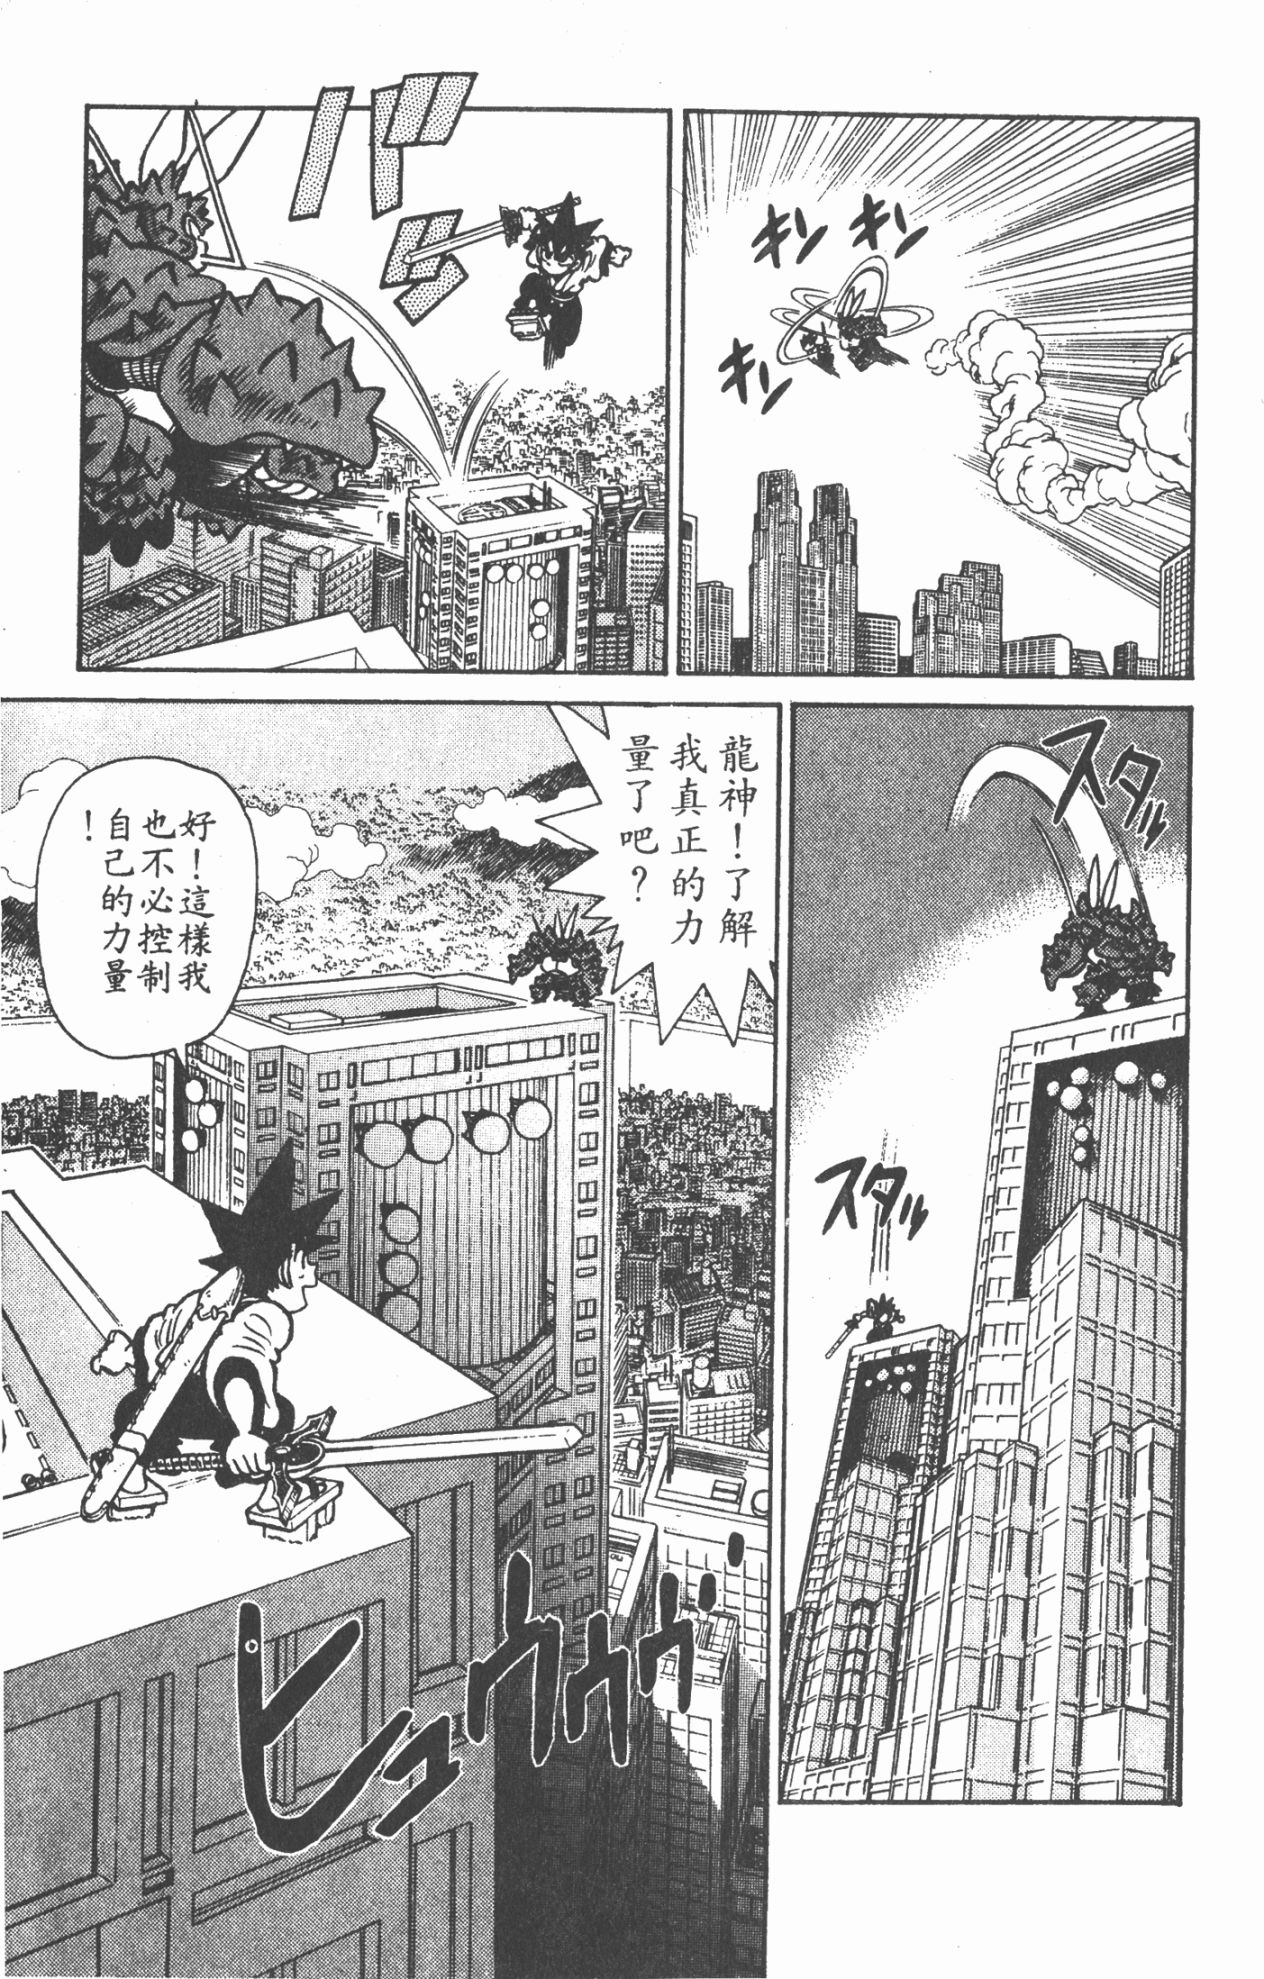 キン
キン
キン
バババッ
スタッ
スタッ
龍神！了解
我真正的力
量了吧？
好！這樣我
也不必控制
自己的力量
！
ヒュウウウ